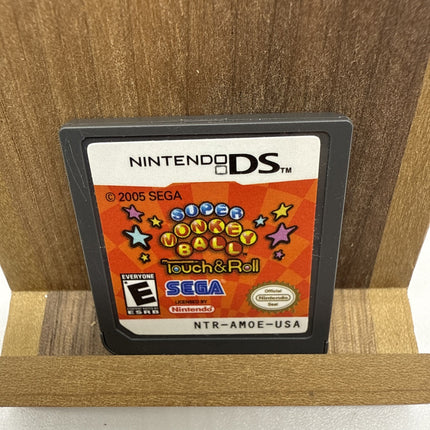 NINTENDO DS™
© 2005 SEGA
SUPER
MONKEY
BALL
Touch & Roll
EVERYONE
E
ESRB
SEGA
LICENSED BY
Nintendo
Official
Nintendo
Seal
NTR-AMOE-USA